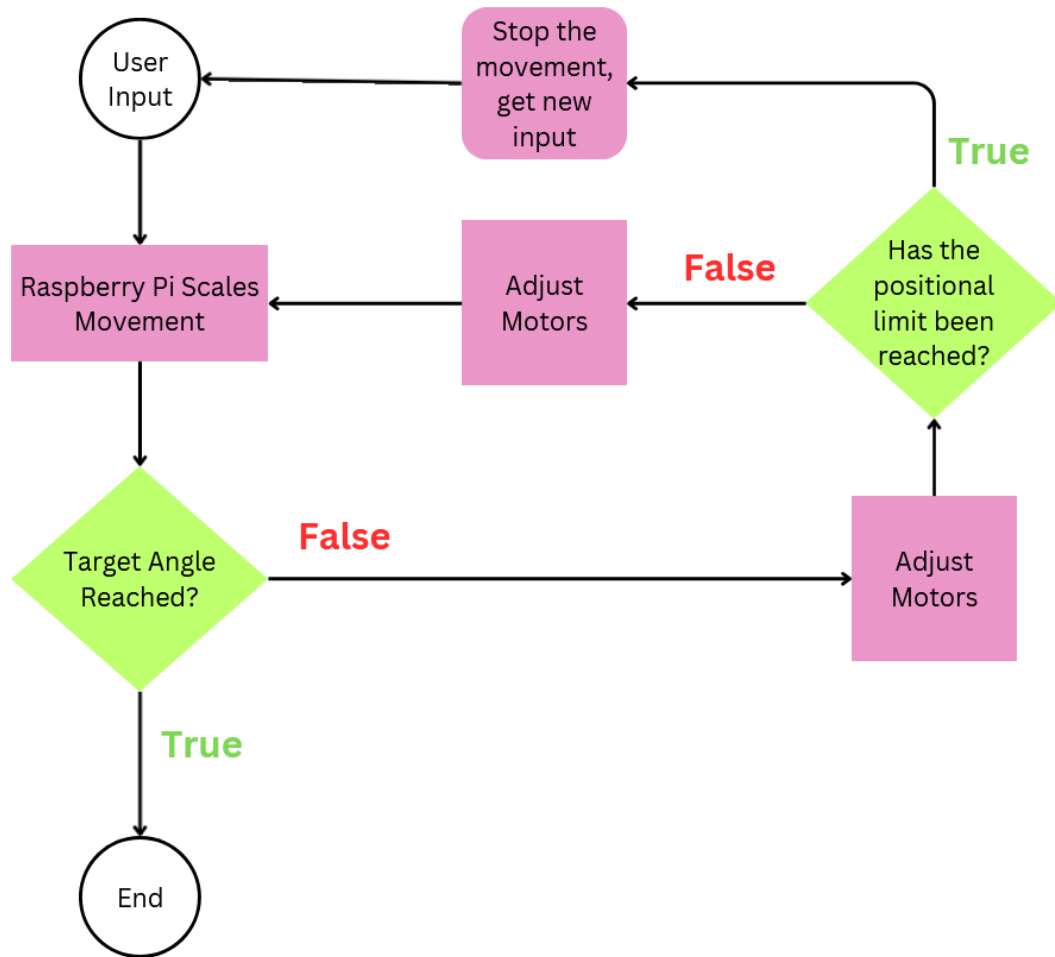 User
Input
Stop the
movement,
get new
input
True
Raspberry Pi Scales
Movement
Adjust
Motors
False
Has the
positional
limit been
reached?
Target Angle
Reached?
False
Adjust
Motors
True
End